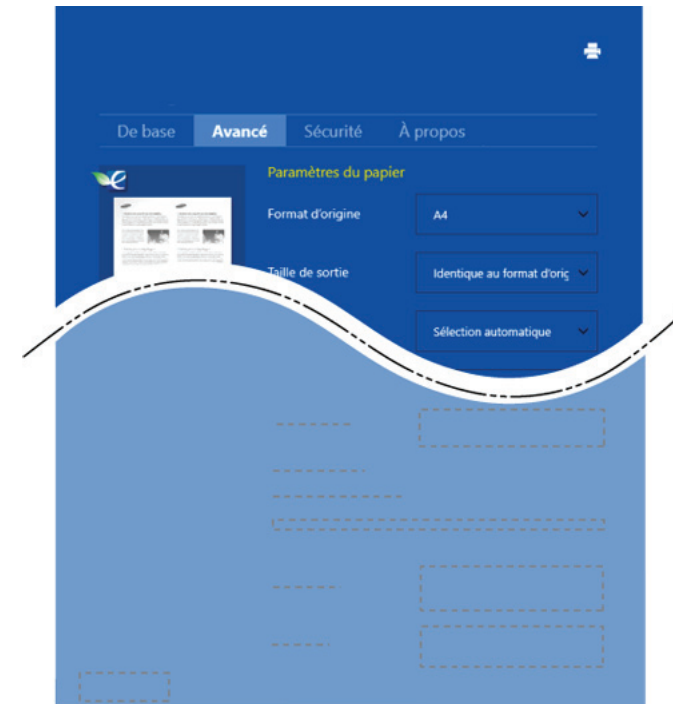 De base Avancé Sécurité À propos
Paramètres du papier
Format d'origine A4
Taille de sortie Identique au format d'orig
Sélection automatique